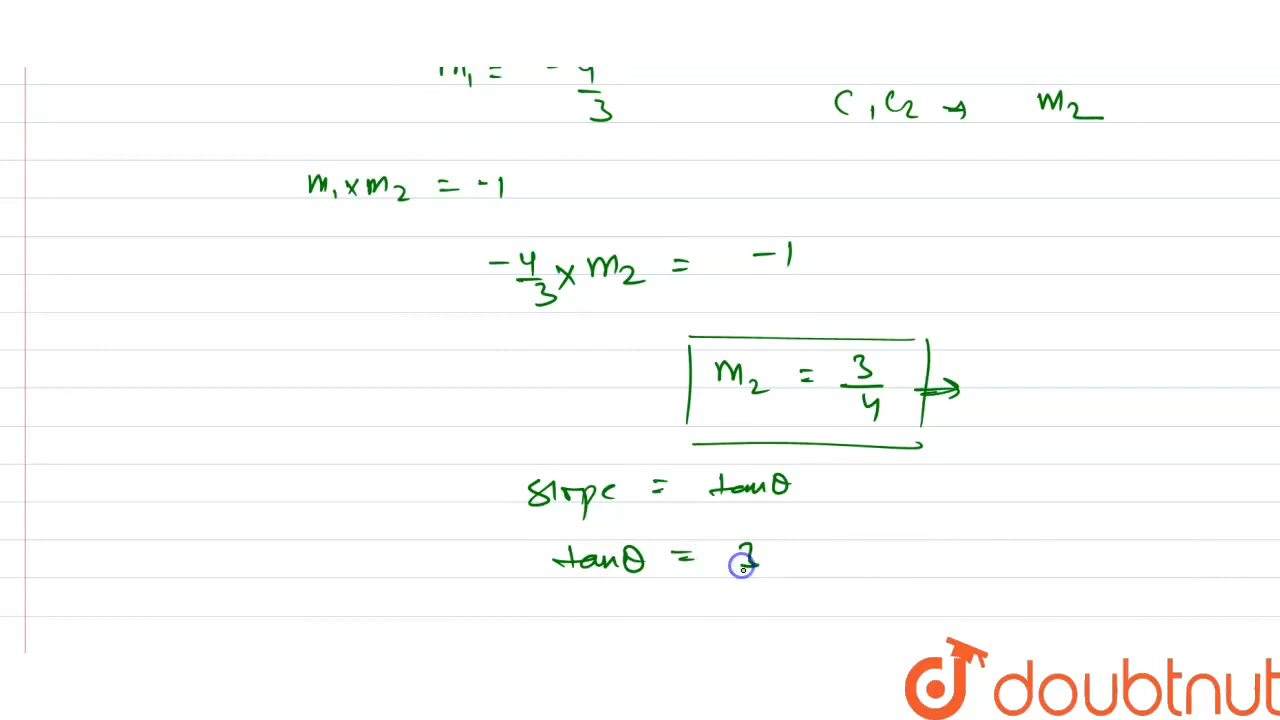 m₁ = -4/3
C₁C₂ → m₂
m₁ × m₂ = -1
-4/3 × m₂ = -1
m₂ = 3/4 →
slope = tanθ
tanθ = 3
doubtnut